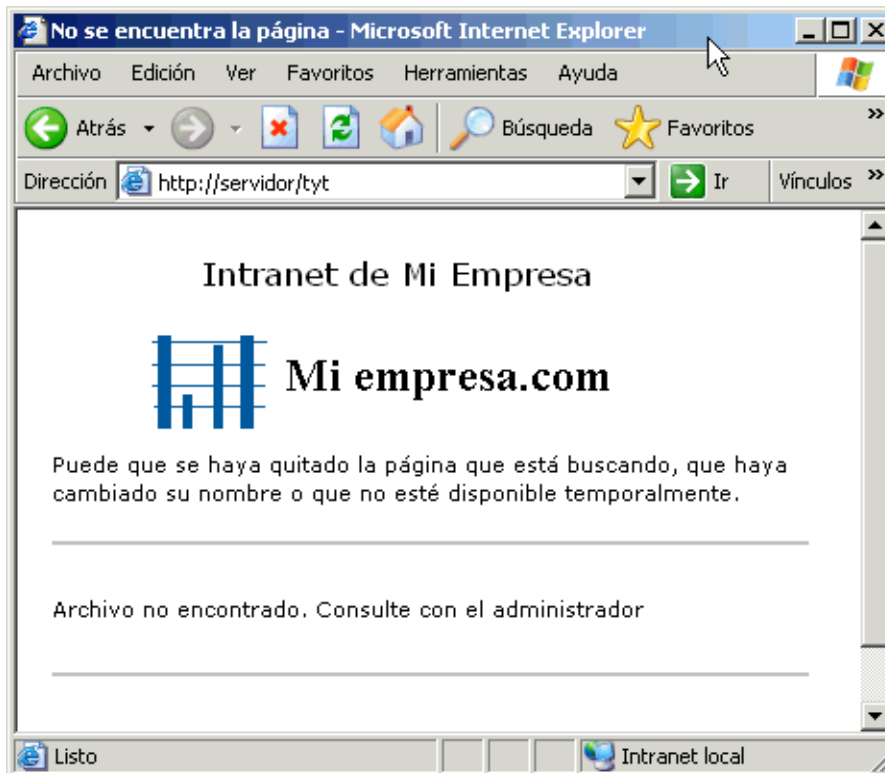 No se encuentra la página - Microsoft Internet Explorer
Archivo Edición Ver Favoritos Herramientas Ayuda
Atrás Búsqueda Favoritos
Dirección http://servidor/tyt Ir Vínculos
Intranet de Mi Empresa
Mi empresa.com
Puede que se haya quitado la página que está buscando, que haya
cambiado su nombre o que no esté disponible temporalmente.
Archivo no encontrado. Consulte con el administrador
Listo Intranet local